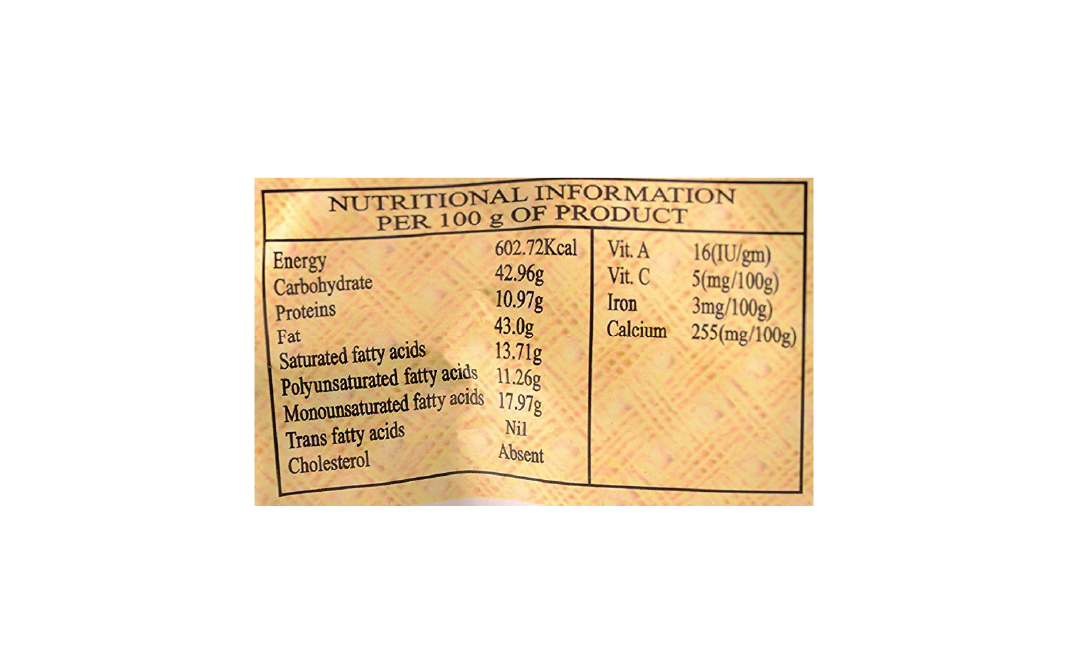 NUTRITIONAL INFORMATION
PER 100 g OF PRODUCT
Energy 602.72Kcal
Carbohydrate 42.96g
Proteins 10.97g
Fat 43.0g
Saturated fatty acids 13.71g
Polyunsaturated fatty acids 11.26g
Monounsaturated fatty acids 17.97g
Trans fatty acids Nil
Cholesterol Absent
Vit. A 16(IU/gm)
Vit. C 5(mg/100g)
Iron 3mg/100g)
Calcium 255(mg/100g)